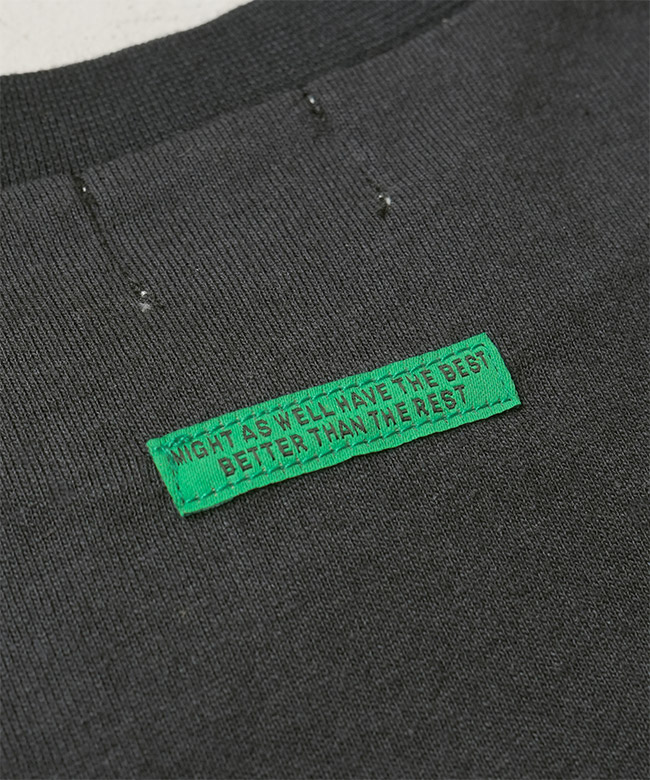 MIGHT AS WELL HAVE THE BEST
BETTER THAN THE REST